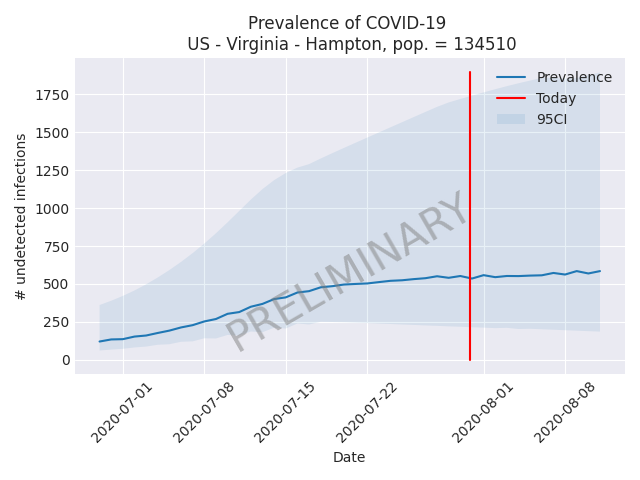 Prevalence of COVID-19
US - Virginia - Hampton, pop. = 134510
# undetected infections
1750
1500
1250
1000
750
500
250
0
Prevalence
Today
95CI
PRELIMINARY
2020-07-01
2020-07-08
2020-07-15
2020-07-22
2020-08-01
2020-08-08
Date